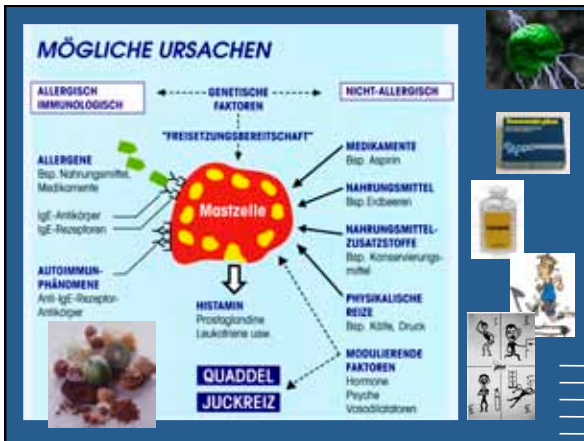 MÖGLICHE URSACHEN
ALLERGISCH
IMMUNOLOGISCH
GENETISCHE
FAKTOREN
NICHT-ALLERGISCH
"FREISETZUNGSBEREITSCHAFT"
ALLERGENE
Bsp. Nahrungsmittel,
Medikamente
IgE-Antikörper
IgE-Rezeptoren
AUTOIMMUN-
PHÄNOMENE
Anti-IgE-Rezeptor-
Antikörper
Mastzelle
HISTAMIN
Prostaglandine
Leukotriene usw.
QUADDEL
JUCKREIZ
MEDIKAMENTE
Bsp. Aspirin
NAHRUNGSMITTEL
Bsp. Erdbeeren
NAHRUNGSMITTEL-
ZUSATZSTOFFE
Bsp. Konservierungs-
mittel
PHYSIKALISCHE
REIZE
Bsp. Kälte, Druck
MODULIERENDE
FAKTOREN
Hormone
Psyche
Vasodilatatoren